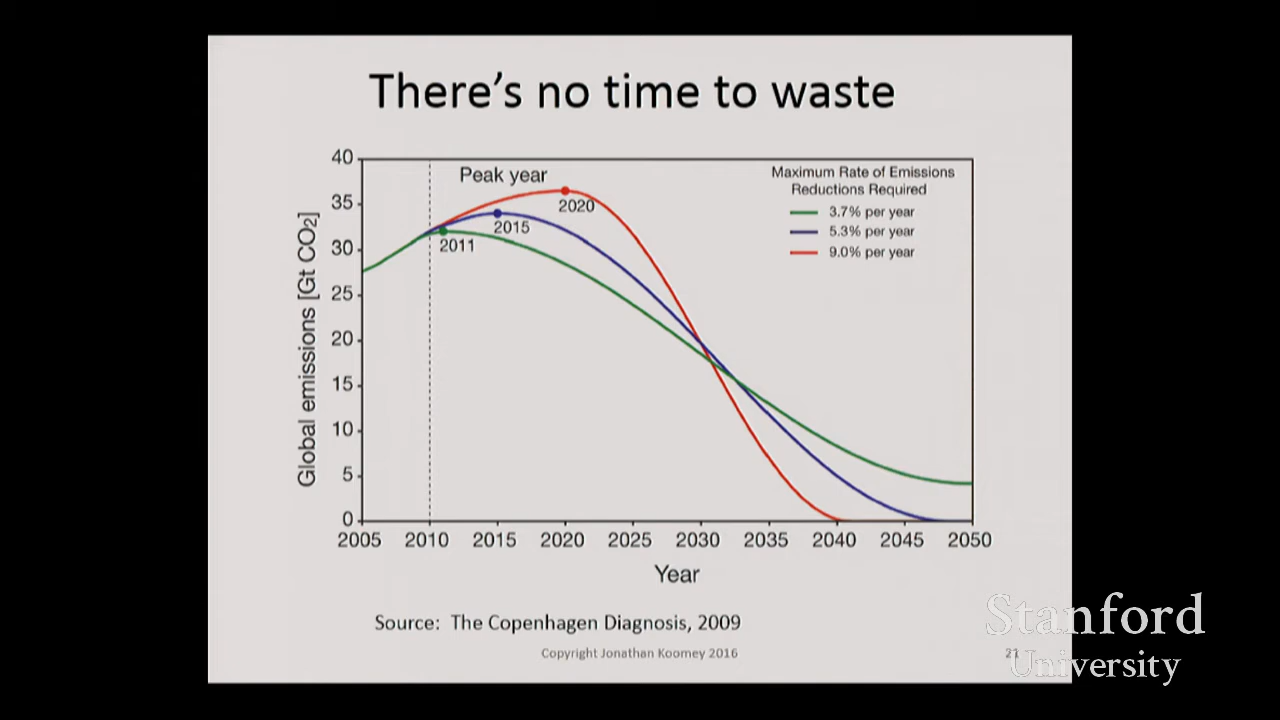 There's no time to waste
40
35
30
25
20
15
10
5
0
Global emissions [Gt CO2]
Peak year
2020
2015
2011
Maximum Rate of Emissions
Reductions Required
3.7% per year
5.3% per year
9.0% per year
2005 2010 2015 2020 2025 2030 2035 2040 2045 2050
Year
Source: The Copenhagen Diagnosis, 2009
Copyright Jonathan Koomey 2016
21
Stanford
University